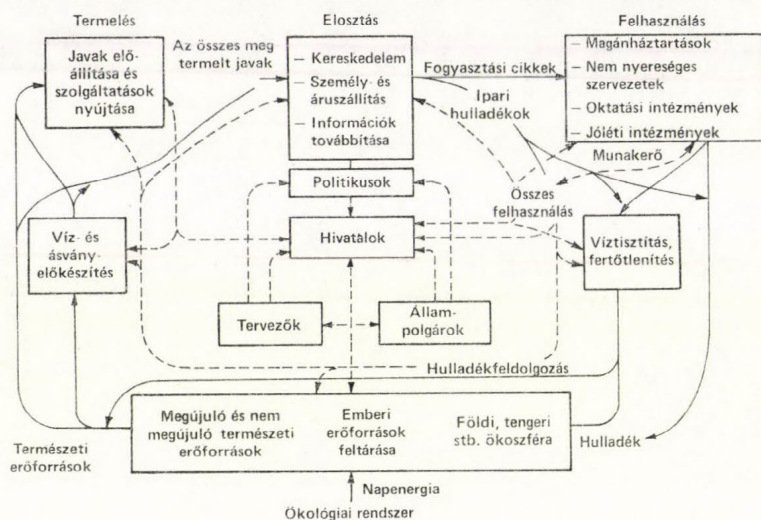 Termelés
Elosztás
Felhasználás
Javak elő-
állítása és
szolgáltatások
nyújtása
Az összes meg-
termelt javak
– Kereskedelem
– Személy- és
áruszállítás
– Információk
továbbítása
Fogyasztási cikkek
Ipari
hulladékok
– Magánháztartások
– Nem nyereséges
szervezetek
– Oktatási intézmények
– Jóléti intézmények
Munakerő
Politikusok
Összes
felhasználás
Víz- és
ásvány-
előkészítés
Hivatalok
Víztisztítás,
fertőtlenítés
Tervezők
Állam-
polgárok
Hulladékfeldolgozás
Megújuló és nem
megújuló természeti
erőforrások
Emberi
erőforrások
feltárása
Földi, tengeri
stb. ökoszféra
Természeti
erőforrások
Hulladék
Napenergia
Ökológiai rendszer